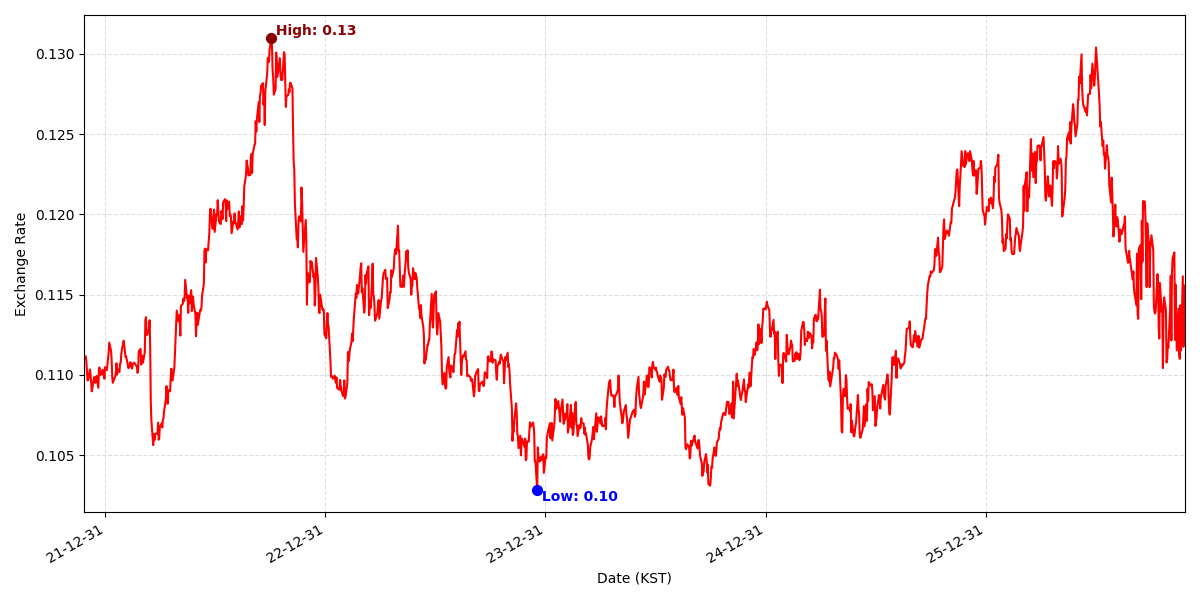 High: 0.13
0.130
0.125
0.120
0.115
0.110
0.105
Exchange Rate
Low: 0.10
21-12-31
22-12-31
23-12-31
24-12-31
25-12-31
Date (KST)